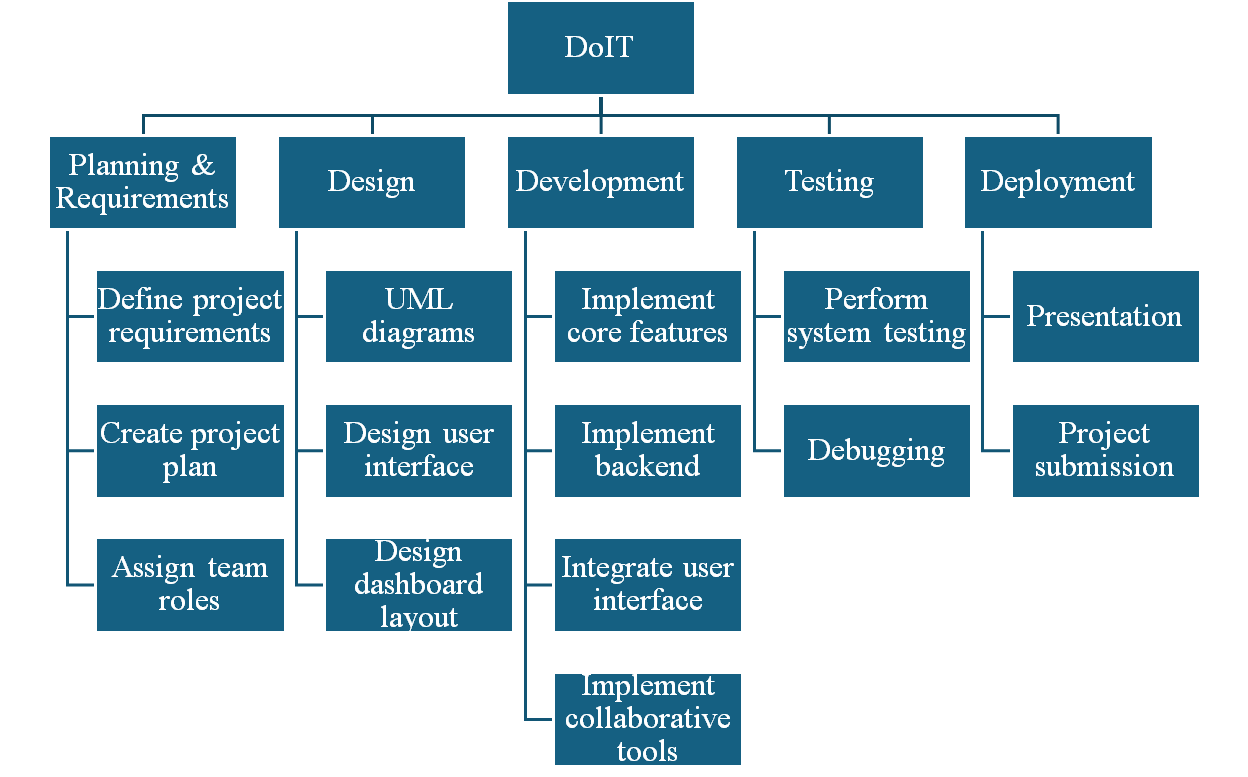 DoIT
Planning &
Requirements
Design
Development
Testing
Deployment
Define project
requirements
Create project
plan
Assign team
roles
UML
diagrams
Design user
interface
Design
dashboard
layout
Implement
core features
Implement
backend
Integrate user
interface
Implement
collaborative
tools
Perform
system testing
Debugging
Presentation
Project
submission